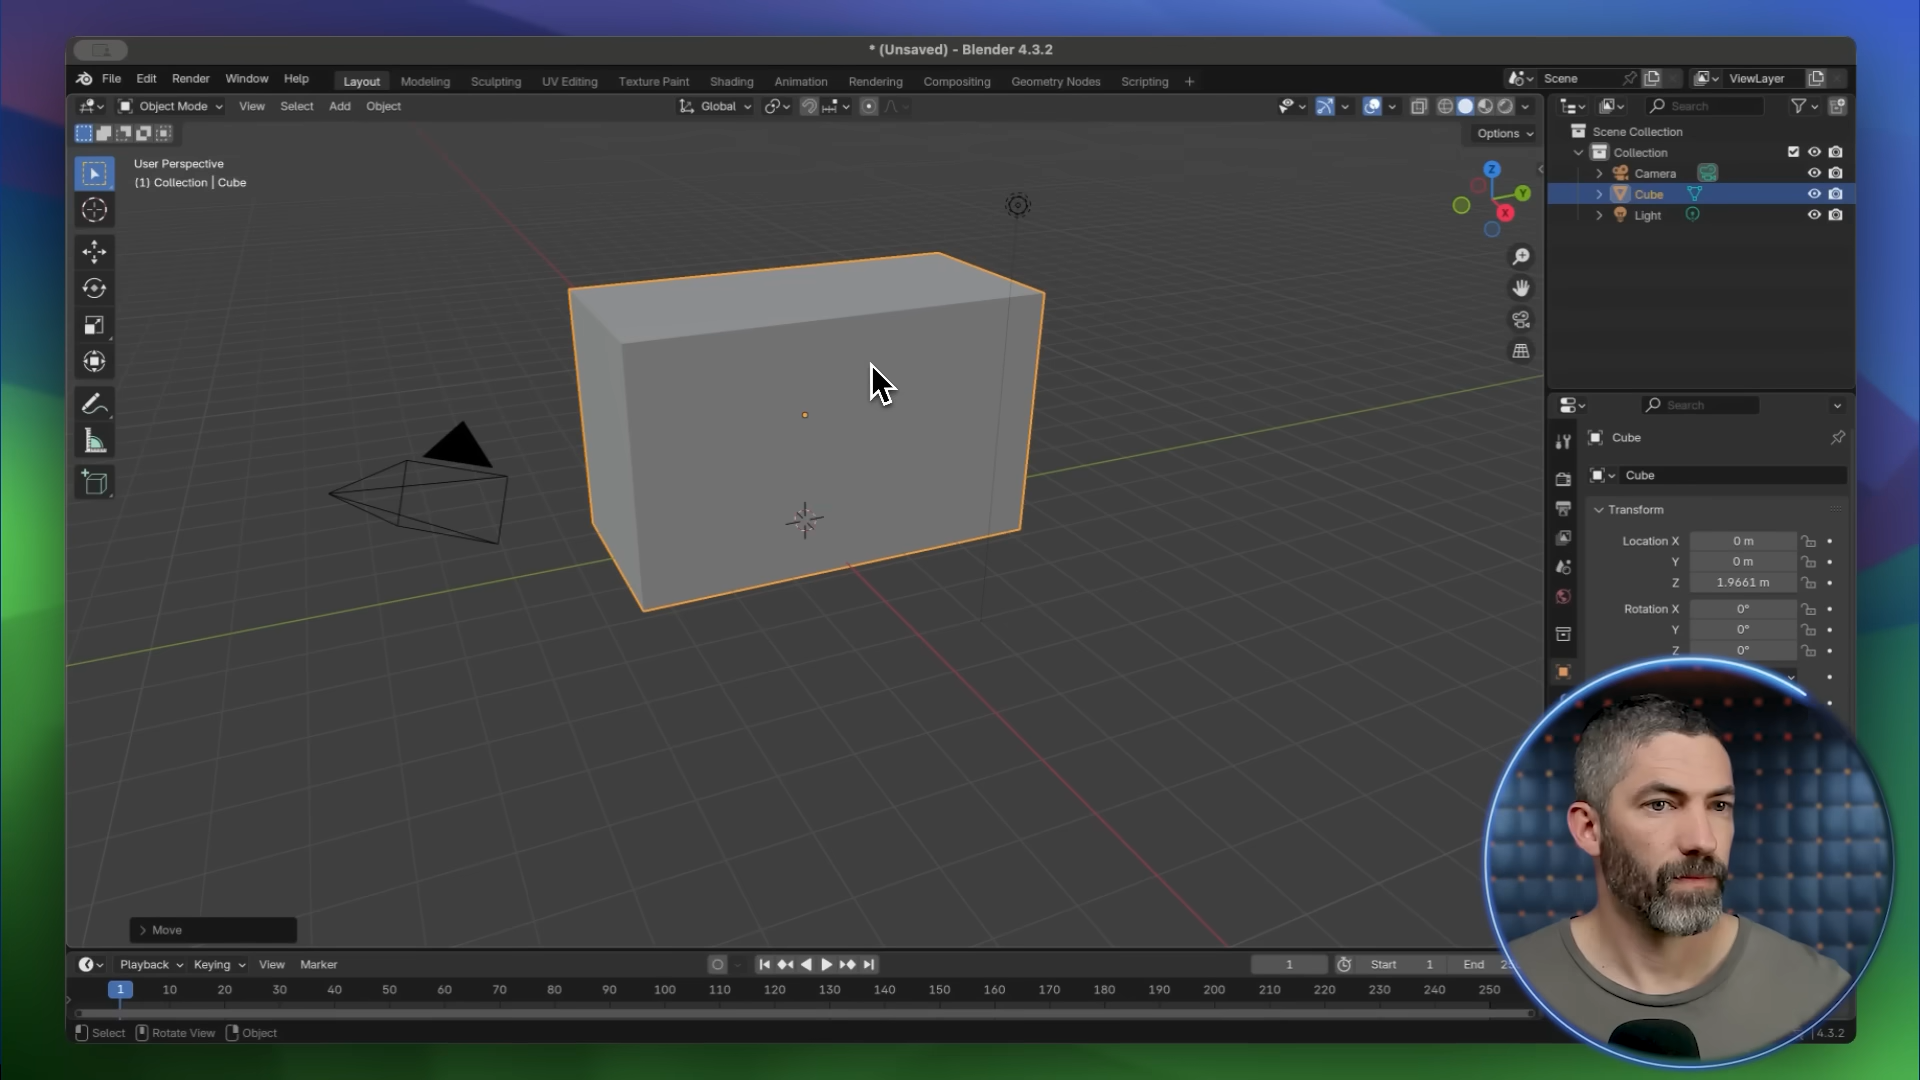 * (Unsaved) - Blender 4.3.2
File Edit Render Window Help
Layout Modeling Sculpting UV Editing Texture Paint Shading Animation Rendering Compositing Geometry Nodes Scripting +
Scene
ViewLayer
Object Mode View Select Add Object
Global
Search
Options
User Perspective
(1) Collection | Cube
Z
Y
X
Scene Collection
Collection
Camera
Cube
Light
Search
Cube
Cube
Transform
Location X 0 m
Y 0 m
Z 1.9661 m
Rotation X 0°
Y 0°
Z 0°
Move
Playback Keying View Marker
1
Start 1
End
1 10 20 30 40 50 60 70 80 90 100 110 120 130 140 150 160 170 180 190 200 210 220 230 240 250
Select Rotate View Object
4.3.2